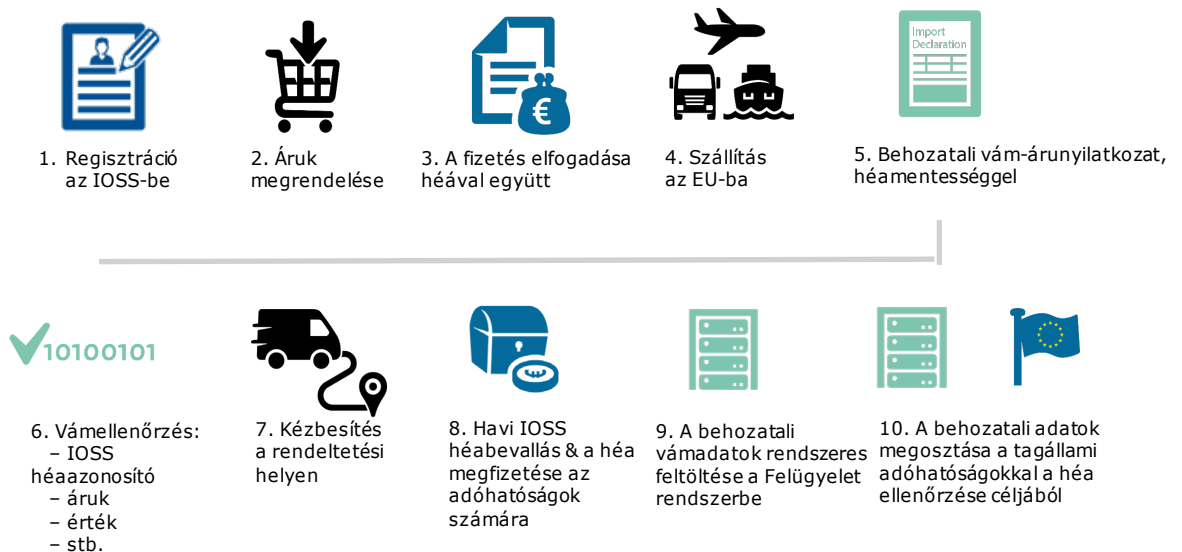 Import
Declaration
1. Regisztráció
az IOSS-be
2. Áruk
megrendelése
3. A fizetés elfogadása
héával együtt
4. Szállítás
az EU-ba
5. Behozatali vám-árunyilatkozat,
héamentességgel
10100101
6. Vámellenőrzés:
– IOSS
héaazonosító
– áruk
– érték
– stb.
7. Kézbesítés
a rendeltetési
helyen
8. Havi IOSS
héabevallás & a héa
megfizetése az
adóhatóságok
számára
9. A behozatali
vámadatok rendszeres
feltöltése a Felügyelet
rendszerbe
10. A behozatali adatok
megosztása a tagállami
adóhatóságokkal a héa
ellenőrzése céljából